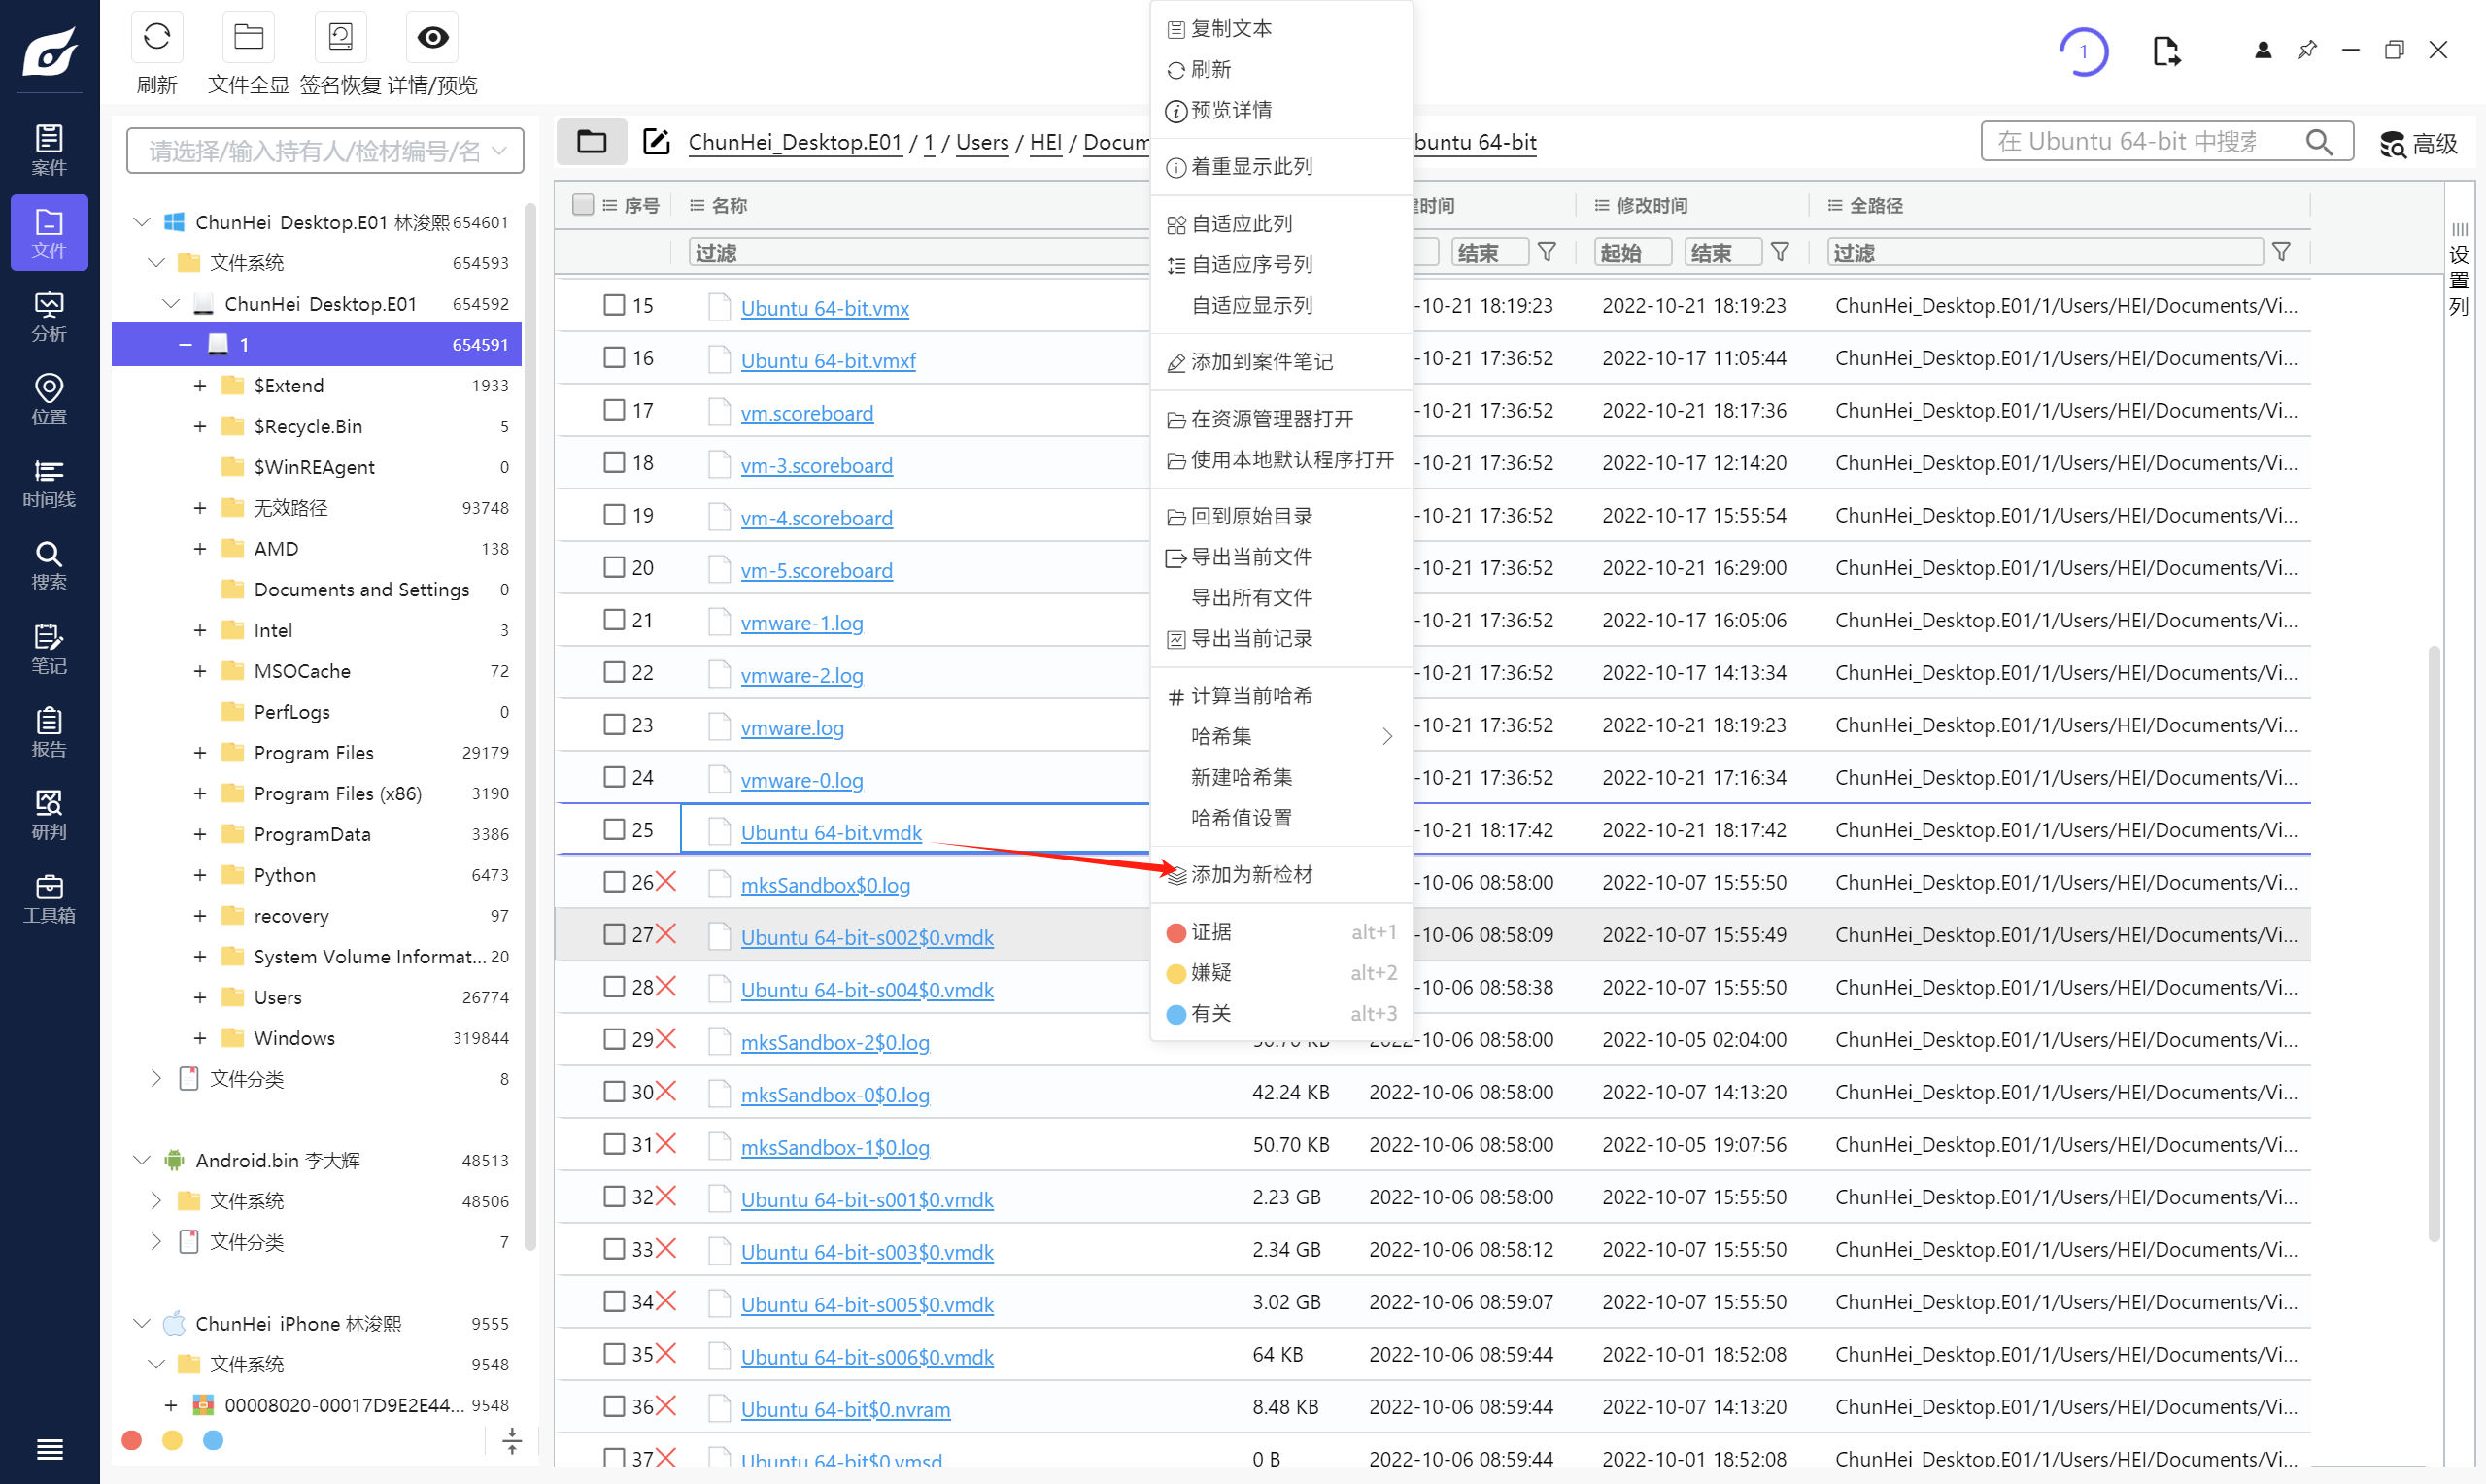 刷新
文件全显
签名恢复
详情/预览
1
案件
文件
分析
位置
时间线
搜索
笔记
报告
研判
工具箱
请选择/输入持有人/检材编号/名
ChunHei_Desktop.E01 林浚熙 654601
文件系统 654593
ChunHei_Desktop.E01 654592
1 654591
$Extend 1933
$Recycle.Bin 5
$WinREAgent 0
无效路径 93748
AMD 138
Documents and Settings 0
Intel 3
MSOCache 72
PerfLogs 0
Program Files 29179
Program Files (x86) 3190
ProgramData 3386
Python 6473
recovery 97
System Volume Informat... 20
Users 26774
Windows 319844
文件分类 8
Android.bin 李大辉 48513
文件系统 48506
文件分类 7
ChunHei_iPhone 林浚熙 9555
文件系统 9548
00008020-00017D9E2E44... 9548
ChunHei_Desktop.E01 / 1 / Users / HEI / Docum
buntu 64-bit
在 Ubuntu 64-bit 中搜索
高级
序号 名称 时间 修改时间 全路径
过滤 结束 起始 结束 过滤
设置列
15 Ubuntu 64-bit.vmx -10-21 18:19:23 2022-10-21 18:19:23 ChunHei_Desktop.E01/1/Users/HEI/Documents/Vi...
16 Ubuntu 64-bit.vmxf -10-21 17:36:52 2022-10-17 11:05:44 ChunHei_Desktop.E01/1/Users/HEI/Documents/Vi...
17 vm.scoreboard -10-21 17:36:52 2022-10-21 18:17:36 ChunHei_Desktop.E01/1/Users/HEI/Documents/Vi...
18 vm-3.scoreboard -10-21 17:36:52 2022-10-17 12:14:20 ChunHei_Desktop.E01/1/Users/HEI/Documents/Vi...
19 vm-4.scoreboard -10-21 17:36:52 2022-10-17 15:55:54 ChunHei_Desktop.E01/1/Users/HEI/Documents/Vi...
20 vm-5.scoreboard -10-21 17:36:52 2022-10-21 16:29:00 ChunHei_Desktop.E01/1/Users/HEI/Documents/Vi...
21 vmware-1.log -10-21 17:36:52 2022-10-17 16:05:06 ChunHei_Desktop.E01/1/Users/HEI/Documents/Vi...
22 vmware-2.log -10-21 17:36:52 2022-10-17 14:13:34 ChunHei_Desktop.E01/1/Users/HEI/Documents/Vi...
23 vmware.log -10-21 17:36:52 2022-10-21 18:19:23 ChunHei_Desktop.E01/1/Users/HEI/Documents/Vi...
24 vmware-0.log -10-21 17:36:52 2022-10-21 17:16:34 ChunHei_Desktop.E01/1/Users/HEI/Documents/Vi...
25 Ubuntu 64-bit.vmdk -10-21 18:17:42 2022-10-21 18:17:42 ChunHei_Desktop.E01/1/Users/HEI/Documents/Vi...
26 mksSandbox$0.log -10-06 08:58:00 2022-10-07 15:55:50 ChunHei_Desktop.E01/1/Users/HEI/Documents/Vi...
27 Ubuntu 64-bit-s002$0.vmdk -10-06 08:58:09 2022-10-07 15:55:49 ChunHei_Desktop.E01/1/Users/HEI/Documents/Vi...
28 Ubuntu 64-bit-s004$0.vmdk -10-06 08:58:38 2022-10-07 15:55:50 ChunHei_Desktop.E01/1/Users/HEI/Documents/Vi...
29 mksSandbox-2$0.log 50.70 KB 2022-10-06 08:58:00 2022-10-05 02:04:00 ChunHei_Desktop.E01/1/Users/HEI/Documents/Vi...
30 mksSandbox-0$0.log 42.24 KB 2022-10-06 08:58:00 2022-10-07 14:13:20 ChunHei_Desktop.E01/1/Users/HEI/Documents/Vi...
31 mksSandbox-1$0.log 50.70 KB 2022-10-06 08:58:00 2022-10-05 19:07:56 ChunHei_Desktop.E01/1/Users/HEI/Documents/Vi...
32 Ubuntu 64-bit-s001$0.vmdk 2.23 GB 2022-10-06 08:58:00 2022-10-07 15:55:50 ChunHei_Desktop.E01/1/Users/HEI/Documents/Vi...
33 Ubuntu 64-bit-s003$0.vmdk 2.34 GB 2022-10-06 08:58:12 2022-10-07 15:55:50 ChunHei_Desktop.E01/1/Users/HEI/Documents/Vi...
34 Ubuntu 64-bit-s005$0.vmdk 3.02 GB 2022-10-06 08:59:07 2022-10-07 15:55:50 ChunHei_Desktop.E01/1/Users/HEI/Documents/Vi...
35 Ubuntu 64-bit-s006$0.vmdk 64 KB 2022-10-06 08:59:44 2022-10-01 18:52:08 ChunHei_Desktop.E01/1/Users/HEI/Documents/Vi...
36 Ubuntu 64-bit$0.nvram 8.48 KB 2022-10-06 08:59:44 2022-10-07 14:13:20 ChunHei_Desktop.E01/1/Users/HEI/Documents/Vi...
37 Ubuntu 64-bit$0.vmsd 0 B 2022-10-06 08:59:44 2022-10-01 18:52:08 ChunHei_Desktop.E01/1/Users/HEI/Documents/Vi...
复制文本
刷新
预览详情
着重显示此列
自适应此列
自适应序号列
自适应显示列
添加到案件笔记
在资源管理器打开
使用本地默认程序打开
回到原始目录
导出当前文件
导出所有文件
导出当前记录
计算当前哈希
哈希集
新建哈希集
哈希值设置
添加为新检材
证据 alt+1
嫌疑 alt+2
有关 alt+3